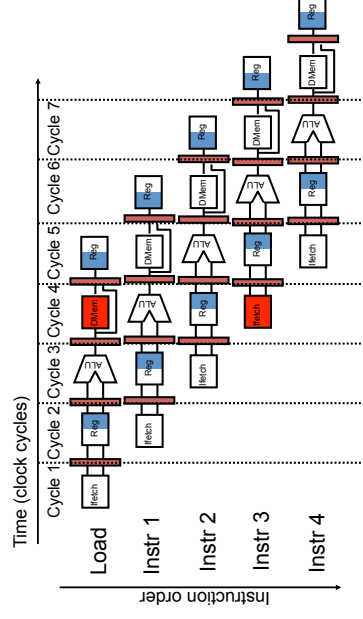 Time (clock cycles)
Cycle 1 Cycle 2 Cycle 3 Cycle 4 Cycle 5 Cycle 6 Cycle 7
Instruction order
Load Ifetch Reg ALU DMem Reg
Instr 1 Ifetch Reg ALU DMem Reg
Instr 2 Ifetch Reg ALU DMem Reg
Instr 3 Ifetch Reg ALU DMem Reg
Instr 4 Ifetch Reg ALU DMem Reg